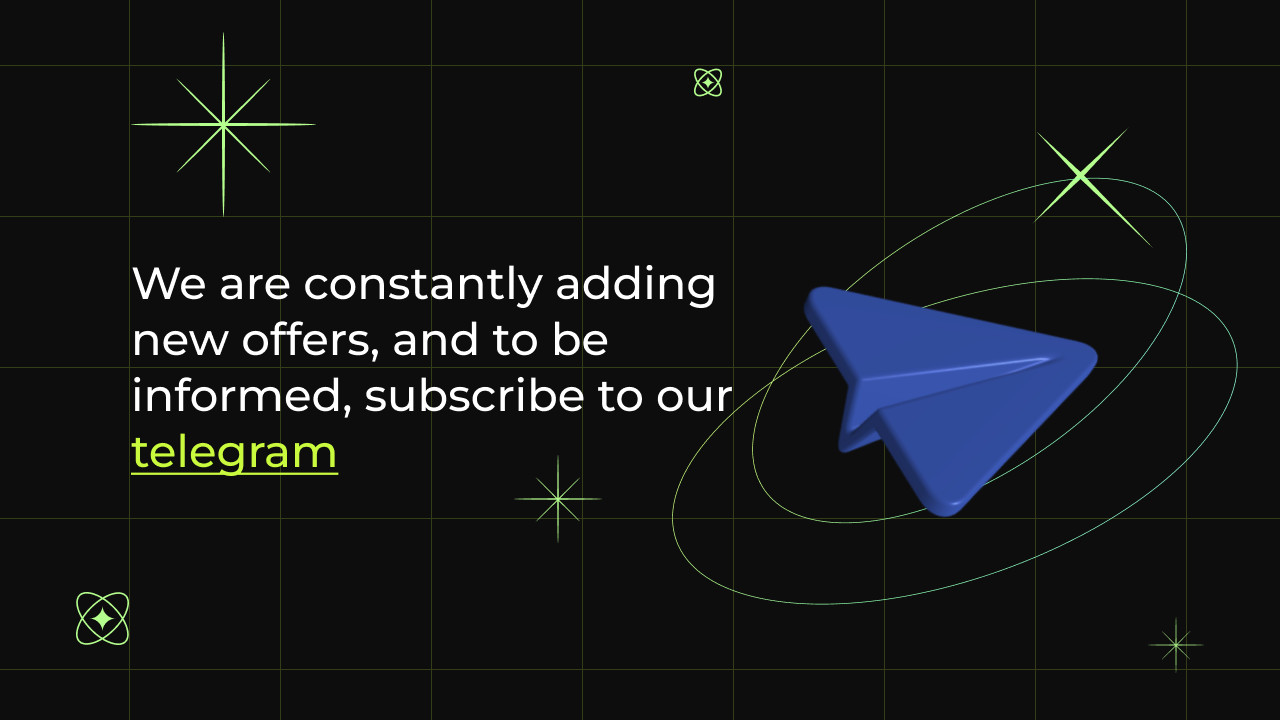 We are constantly adding
new offers, and to be
informed, subscribe to our
telegram